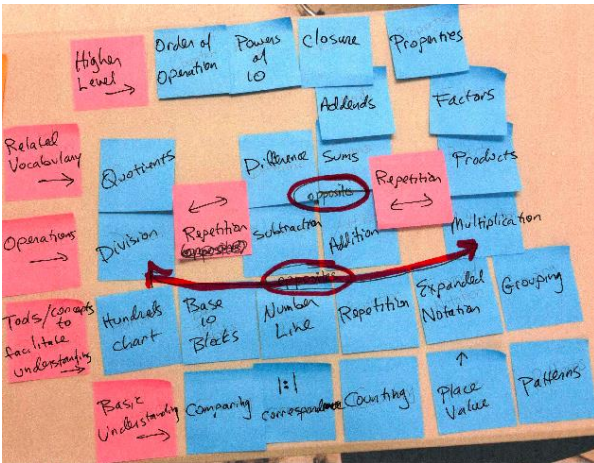 Higher
Level
Order of
Operation
Powers
of
10
Closure
Properties
Addends
Factors
Related
Vocabulary
Quotients
Difference
Sums
Products
opposites
Repetition
Repetition
Operations
Division
Subtraction
Addition
Multiplication
opposites
Tools/concepts
to
facilitate
understanding
Hundreds
chart
Base
10
Blocks
Number
Line
Repetition
Expanded
Notation
Grouping
Basic
Understanding
Comparing
1:1
correspondence
Counting
Place
Value
Patterns